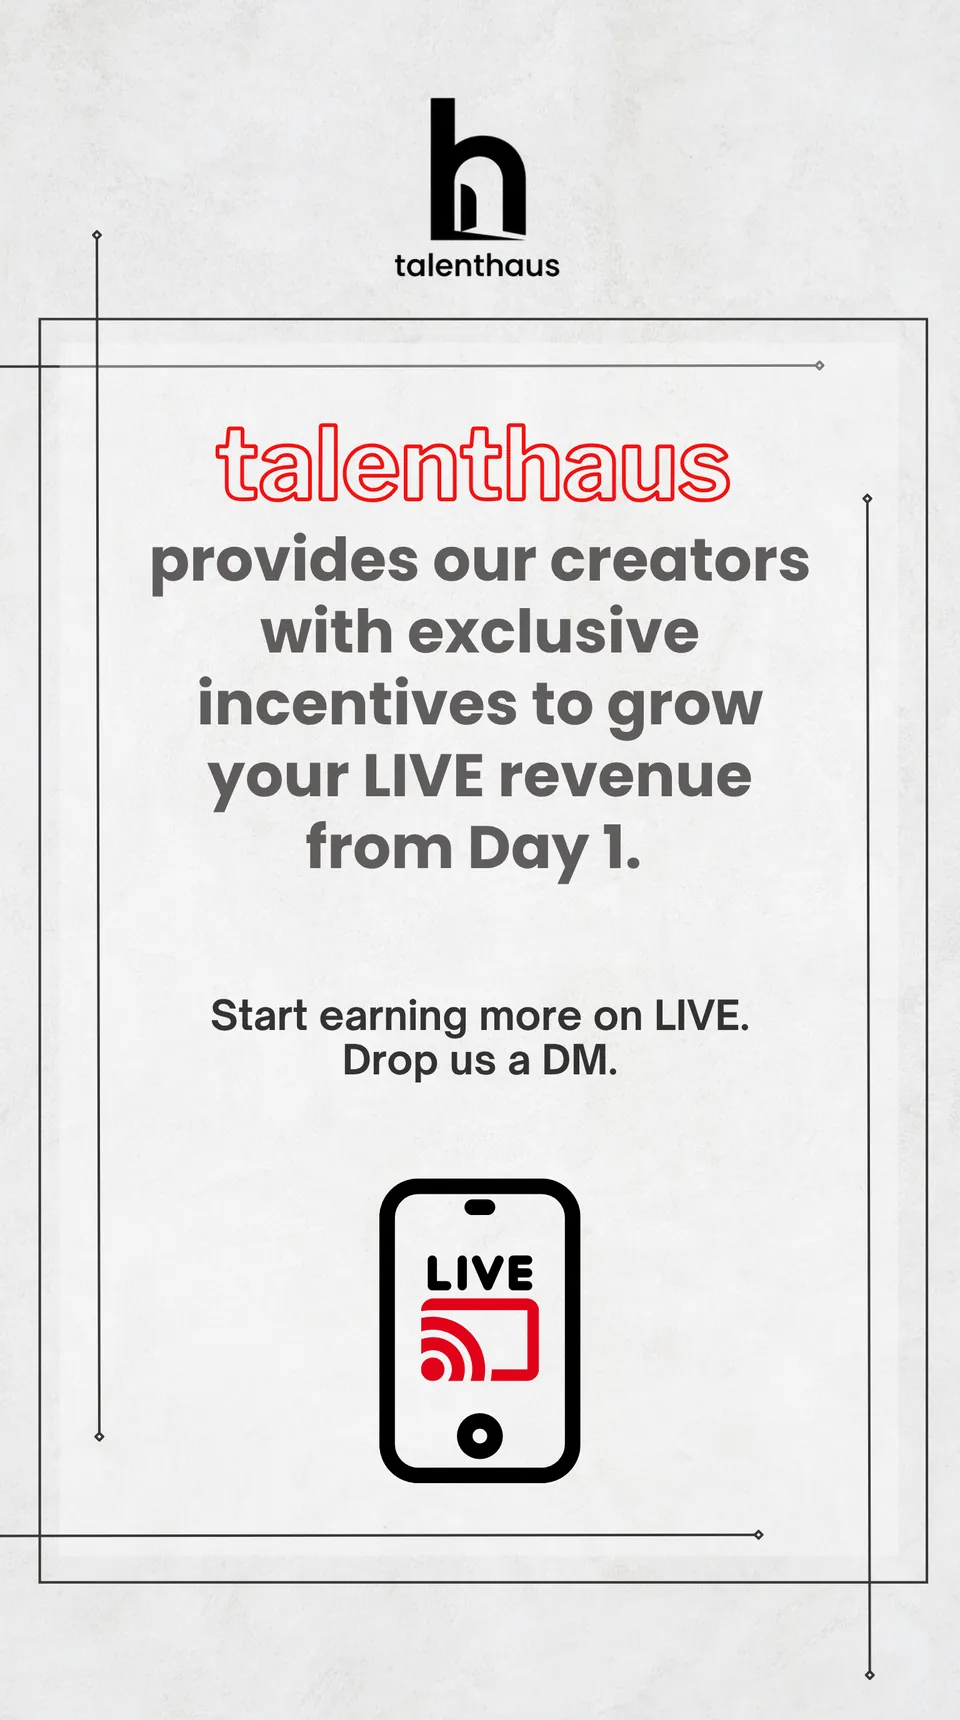 talenthaus
talenthaus
provides our creators
with exclusive
incentives to grow
your LIVE revenue
from Day 1.
Start earning more on LIVE.
Drop us a DM.
LIVE